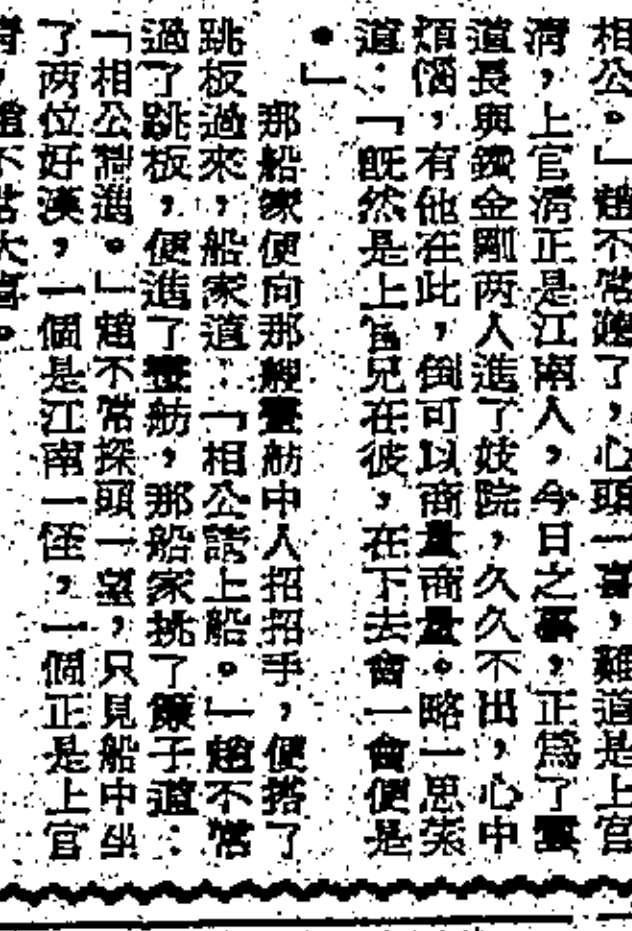 相公。」趙不常聽了，心頭一喜，難道是上官
清，上官清正是江南人，今日之事，正爲了雲
道長與鐵金剛两人進了妓院，久久不出，心中
煩惱，有他在此，倒可以商量商量。略一思索
道：「既然是上官兄在彼，在下去會一會便是
。」
那船家便向那艘畫舫中人招招手，便搭了
跳板過來，船家道：「相公請上船。」趙不常
過了跳板，便進了畫舫，那船家挑了簾子道：
「相公請進。」趙不常探頭一望，只見船中坐
了两位好漢，一個是江南一怪，一個正是上官
清，趙不常大喜。